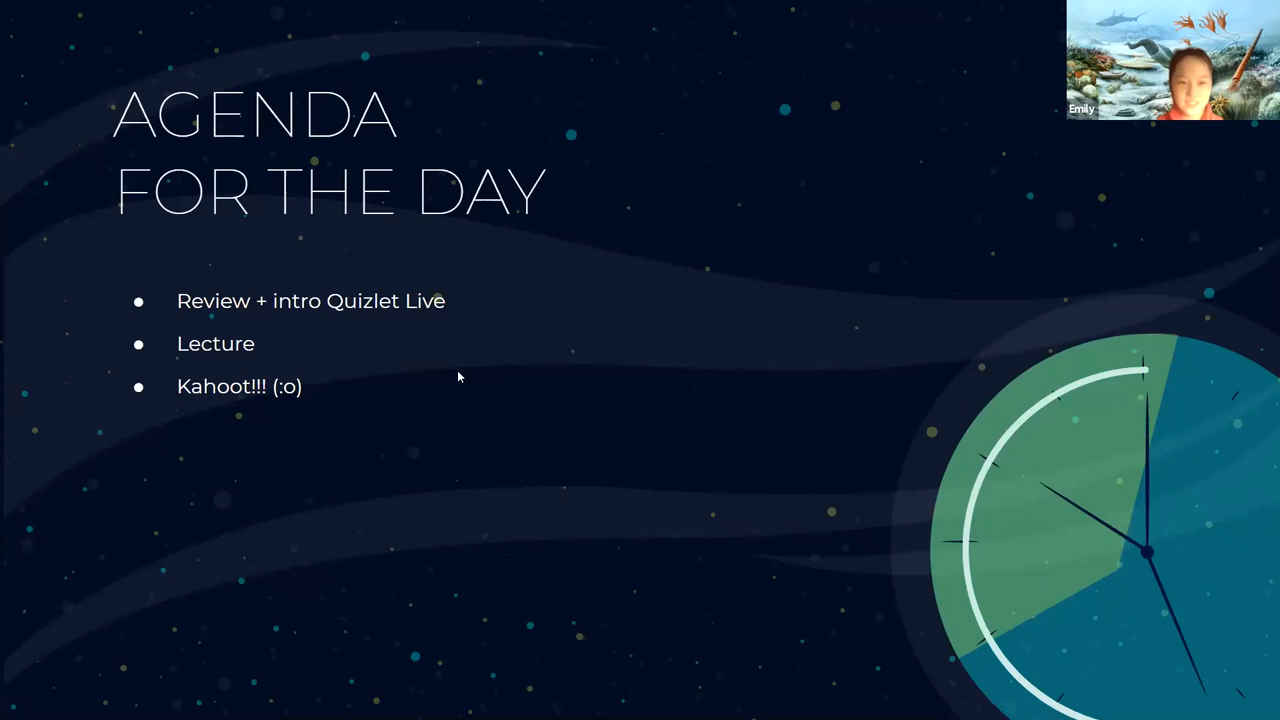 AGENDA
FOR THE DAY
● Review + intro Quizlet Live
● Lecture
● Kahoot!!! (:o)
Emily